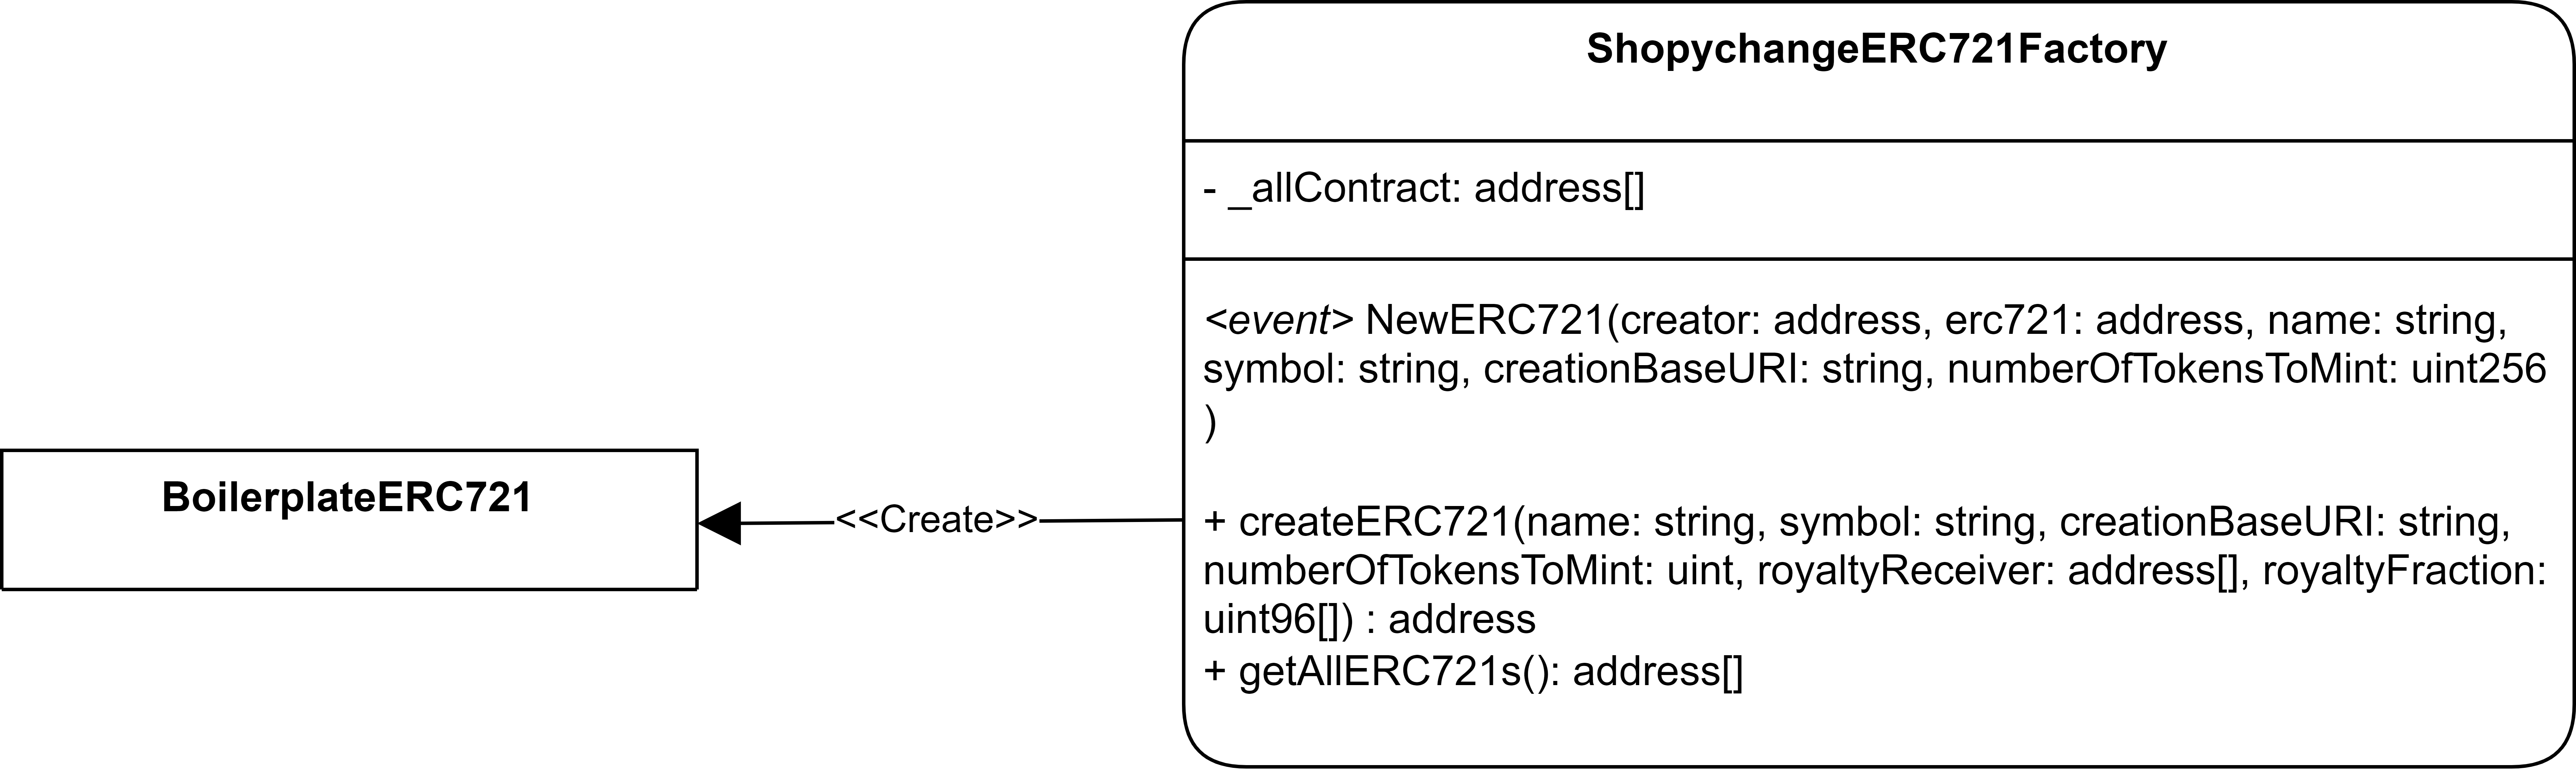 ShopychangeERC721Factory
- _allContract: address[]
<event> NewERC721(creator: address, erc721: address, name: string,
symbol: string, creationBaseURI: string, numberOfTokensToMint: uint256
)
BoilerplateERC721
<<Create>>
+ createERC721(name: string, symbol: string, creationBaseURI: string,
numberOfTokensToMint: uint, royaltyReceiver: address[], royaltyFraction:
uint96[]) : address
+ getAllERC721s(): address[]